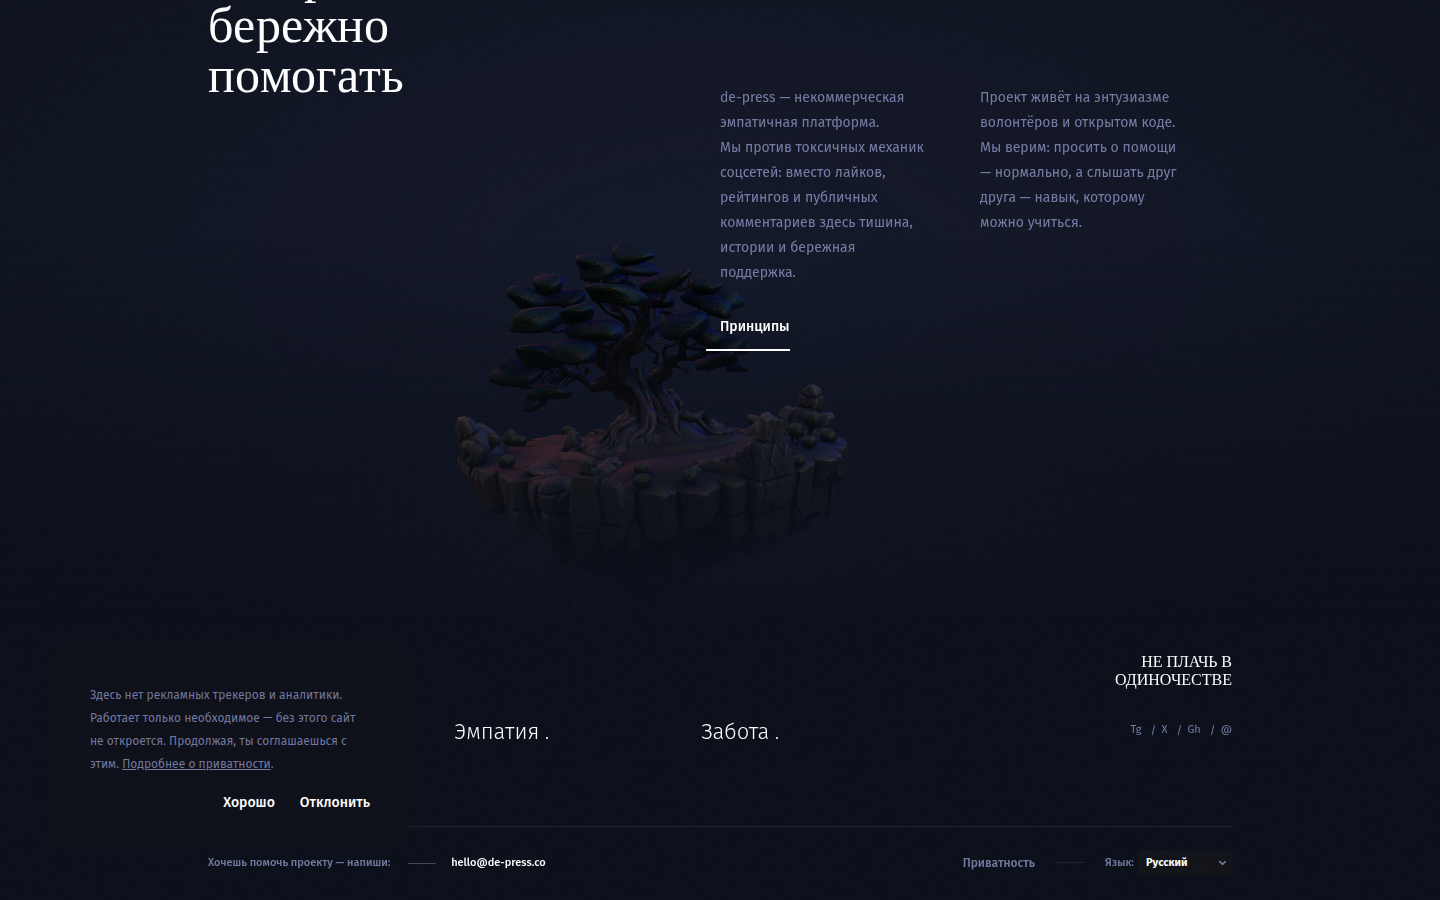 бережно
помогать
de-press — некоммерческая
эмпатичная платформа.
Мы против токсичных механик
соцсетей: вместо лайков,
рейтингов и публичных
комментариев здесь тишина,
истории и бережная
поддержка.
Принципы
Проект живёт на энтузиазме
волонтёров и открытом коде.
Мы верим: просить о помощи
— нормально, а слышать друг
друга — навык, которому
можно учиться.
НЕ ПЛАЧЬ В
ОДИНОЧЕСТВЕ
Здесь нет рекламных трекеров и аналитики.
Работает только необходимое — без этого сайт
не откроется. Продолжая, ты соглашаешься с
этим. Подробнее о приватности.
Хорошо Отклонить
Эмпатия .
Забота .
Tg / X / Gh / @
Хочешь помочь проекту — напиши: hello@de-press.co
Приватность
Язык: Русский